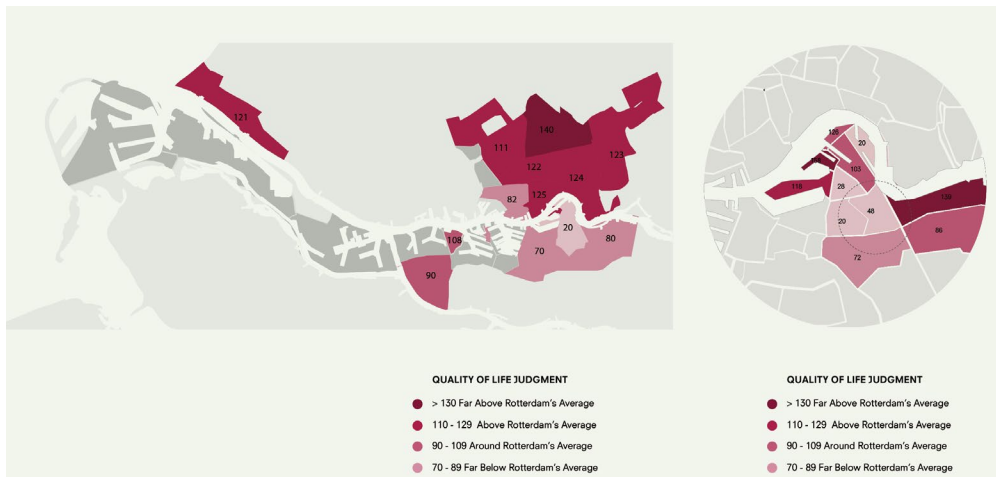 121
140
111
123
122
124
125
82
20
108
70
80
90
20
103
118
28
139
20
48
86
72
QUALITY OF LIFE JUDGMENT
> 130 Far Above Rotterdam's Average
110 - 129 Above Rotterdam's Average
90 - 109 Around Rotterdam's Average
70 - 89 Far Below Rotterdam's Average
QUALITY OF LIFE JUDGMENT
> 130 Far Above Rotterdam's Average
110 - 129 Above Rotterdam's Average
90 - 109 Around Rotterdam's Average
70 - 89 Far Below Rotterdam's Average